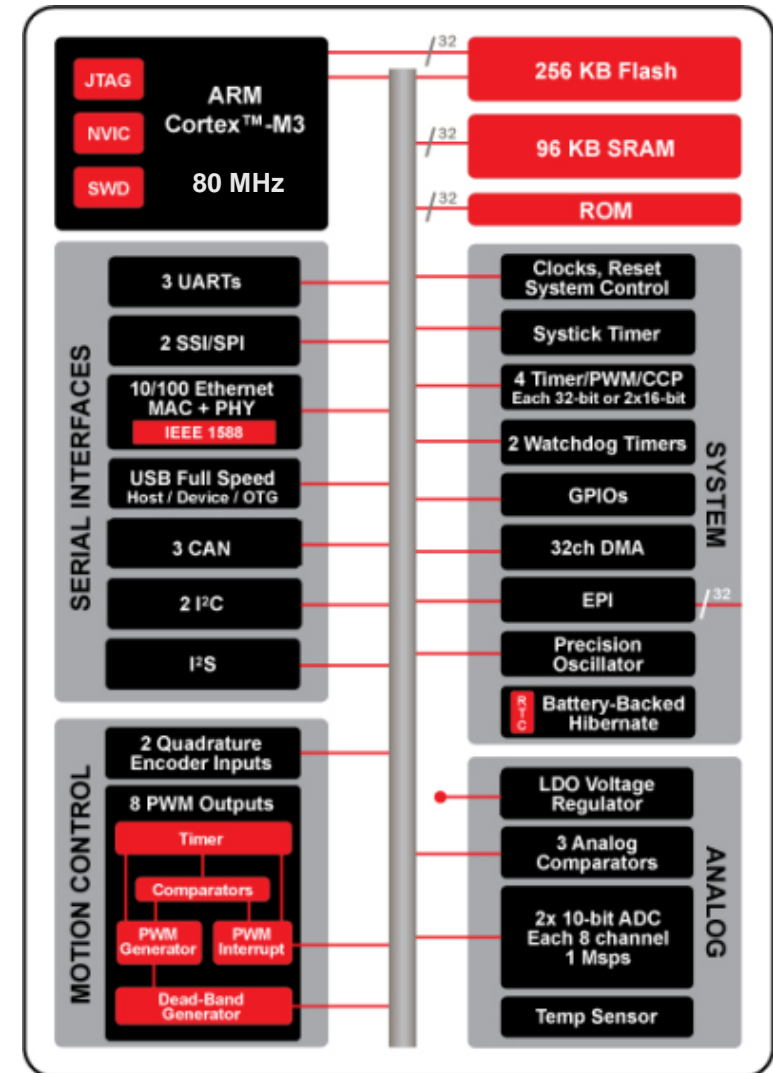 JTAG
NVIC
SWD
ARM
Cortex™-M3
80 MHz
32
256 KB Flash
32
96 KB SRAM
32
ROM
SERIAL INTERFACES
3 UARTs
2 SSI/SPI
10/100 Ethernet
MAC + PHY
IEEE 1588
USB Full Speed
Host / Device / OTG
3 CAN
2 I²C
I²S
SYSTEM
Clocks, Reset
System Control
Systick Timer
4 Timer/PWM/CCP
Each 32-bit or 2x16-bit
2 Watchdog Timers
GPIOs
32ch DMA
EPI
32
Precision
Oscillator
RTC
Battery-Backed
Hibernate
MOTION CONTROL
2 Quadrature
Encoder Inputs
8 PWM Outputs
Timer
Comparators
PWM
Generator
PWM
Interrupt
Dead-Band
Generator
ANALOG
LDO Voltage
Regulator
3 Analog
Comparators
2x 10-bit ADC
Each 8 channel
1 Msps
Temp Sensor